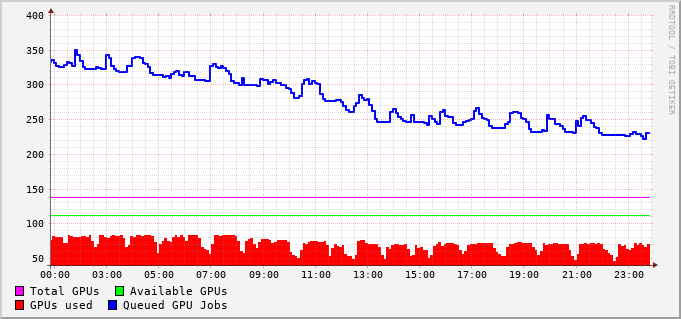 400
350
300
250
200
150
100
50
00:00 03:00 05:00 07:00 09:00 11:00 13:00 15:00 17:00 19:00 21:00 23:00
Total GPUs Available GPUs
GPUs used Queued GPU Jobs
RRDTOOL / TOBI OETIKER